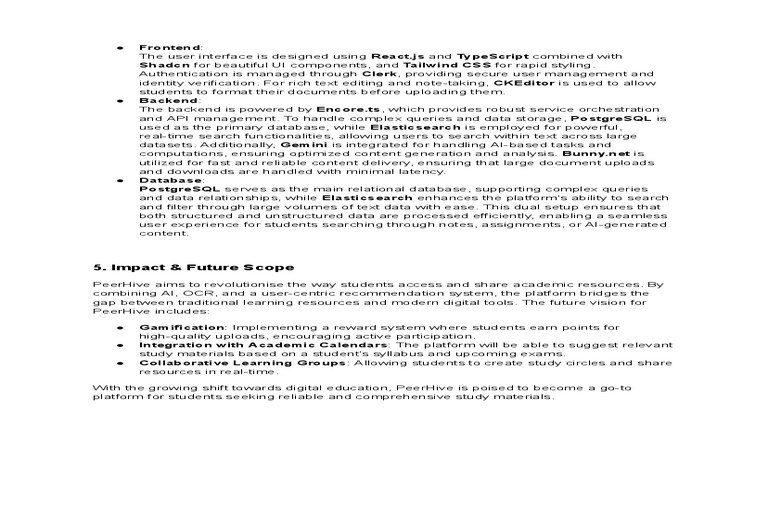 ● Frontend:
The user interface is designed using React.js and TypeScript combined with
Shadcn for beautiful UI components, and Tailwind CSS for rapid styling.
Authentication is managed through Clerk, providing secure user management and
identity verification. For rich text editing and note-taking, CKEditor is used to allow
students to format their documents before uploading them.
● Backend:
The backend is powered by Encore.ts, which provides robust service orchestration
and API management. To handle complex queries and data storage, PostgreSQL is
used as the primary database, while Elasticsearch is employed for powerful,
real-time search functionalities, allowing users to search within text across large
datasets. Additionally, Gemini is integrated for handling AI-based tasks and
computations, ensuring optimized content generation and analysis. Bunny.net is
utilized for fast and reliable content delivery, ensuring that large document uploads
and downloads are handled with minimal latency.
● Database:
PostgreSQL serves as the main relational database, supporting complex queries
and data relationships, while Elasticsearch enhances the platform's ability to search
and filter through large volumes of text data with ease. This dual setup ensures that
both structured and unstructured data are processed efficiently, enabling a seamless
user experience for students searching through notes, assignments, or AI-generated
content.
5. Impact & Future Scope
PeerHive aims to revolutionise the way students access and share academic resources. By
combining AI, OCR, and a user-centric recommendation system, the platform bridges the
gap between traditional learning resources and modern digital tools. The future vision for
PeerHive includes:
● Gamification: Implementing a reward system where students earn points for
high-quality uploads, encouraging active participation.
● Integration with Academic Calendars: The platform will be able to suggest relevant
study materials based on a student's syllabus and upcoming exams.
● Collaborative Learning Groups: Allowing students to create study circles and share
resources in real-time.
With the growing shift towards digital education, PeerHive is poised to become a go-to
platform for students seeking reliable and comprehensive study materials.